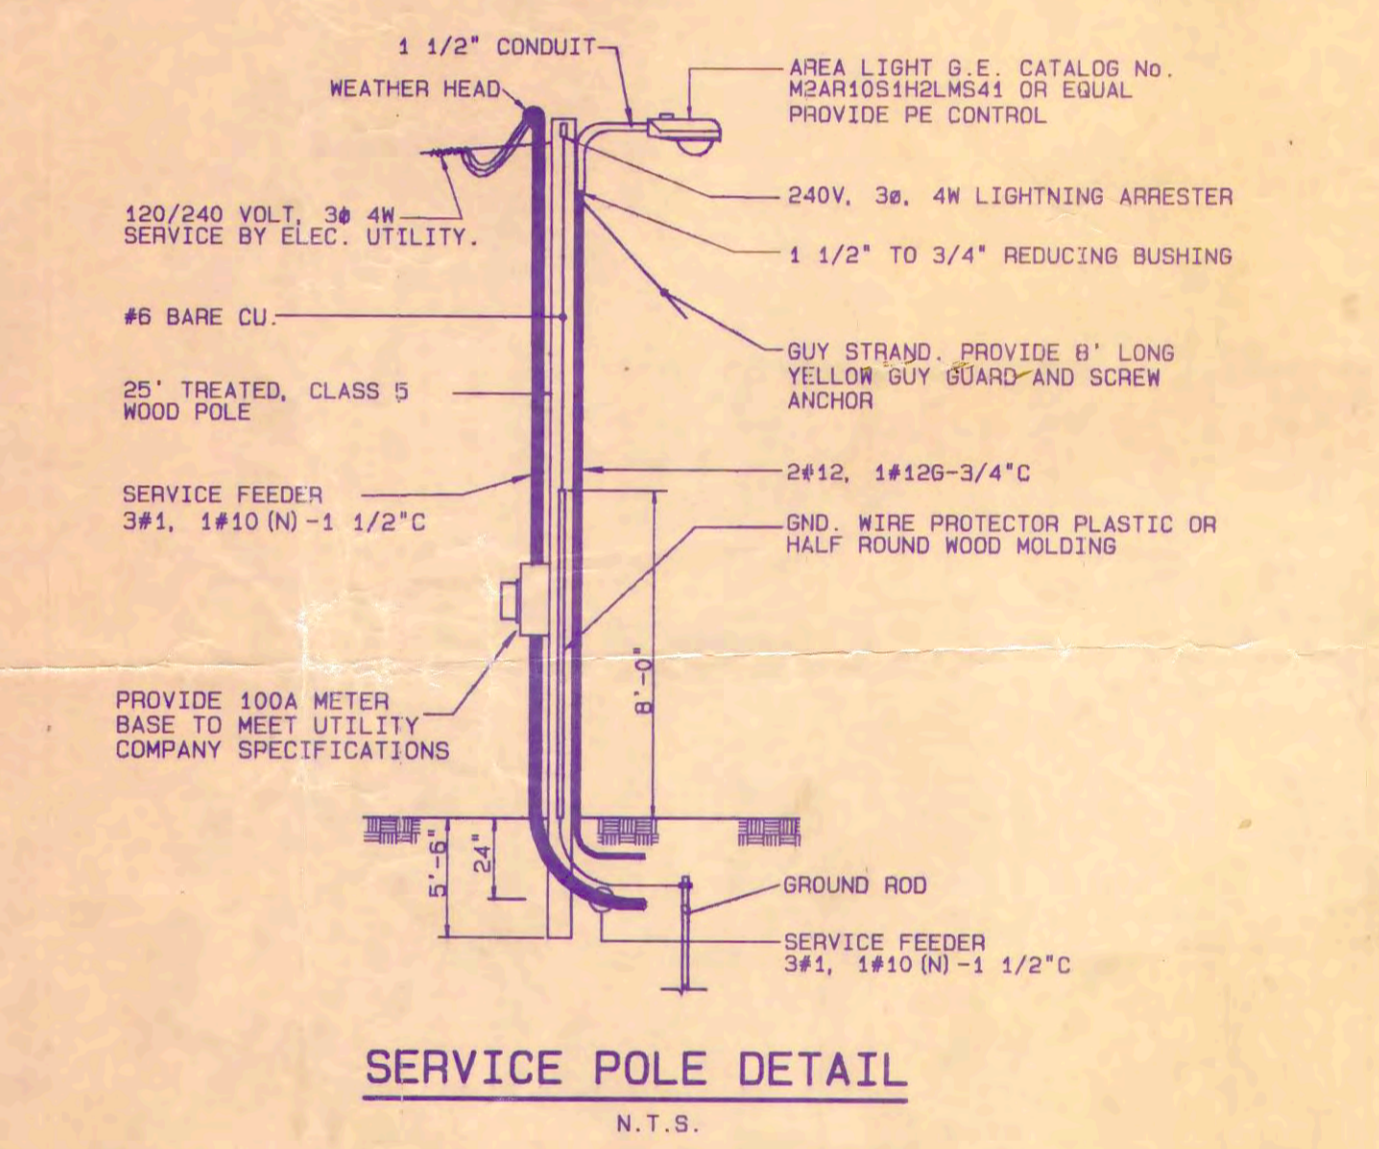 1 1/2" CONDUIT
WEATHER HEAD
AREA LIGHT G.E. CATALOG No.
M2AR10S1H2LMS41 OR EQUAL
PROVIDE PE CONTROL
120/240 VOLT, 3ø 4W
SERVICE BY ELEC. UTILITY.
240V, 3ø, 4W LIGHTNING ARRESTER
1 1/2" TO 3/4" REDUCING BUSHING
#6 BARE CU.
GUY STRAND. PROVIDE 8' LONG
YELLOW GUY GUARD AND SCREW
ANCHOR
25' TREATED, CLASS 5
WOOD POLE
2#12, 1#12G-3/4"C
SERVICE FEEDER
3#1, 1#10(N)-1 1/2"C
GND. WIRE PROTECTOR PLASTIC OR
HALF ROUND WOOD MOLDING
8'-0"
PROVIDE 100A METER
BASE TO MEET UTILITY
COMPANY SPECIFICATIONS
5'-6"
24"
GROUND ROD
SERVICE FEEDER
3#1, 1#10(N)-1 1/2"C
SERVICE POLE DETAIL
N.T.S.